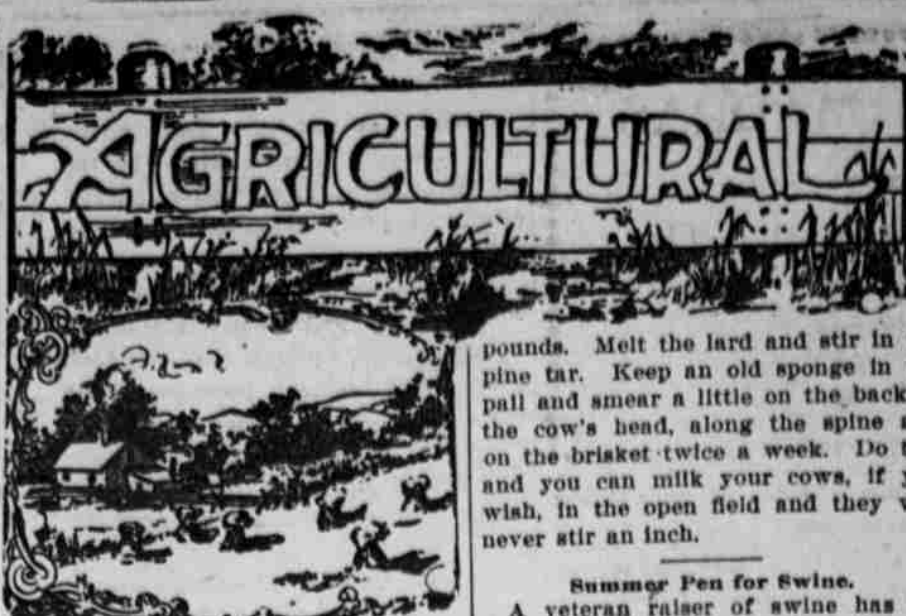 AGRICULTURAL
pounds. Melt the lard and stir in
pine tar. Keep an old sponge in
pail and smear a little on the back
the cow's head, along the spine
on the brisket twice a week. Do
and you can milk your cows, if
wish, in the open field and they
never stir an inch.
Summer Pen for Swine.
A veteran raiser of swine has